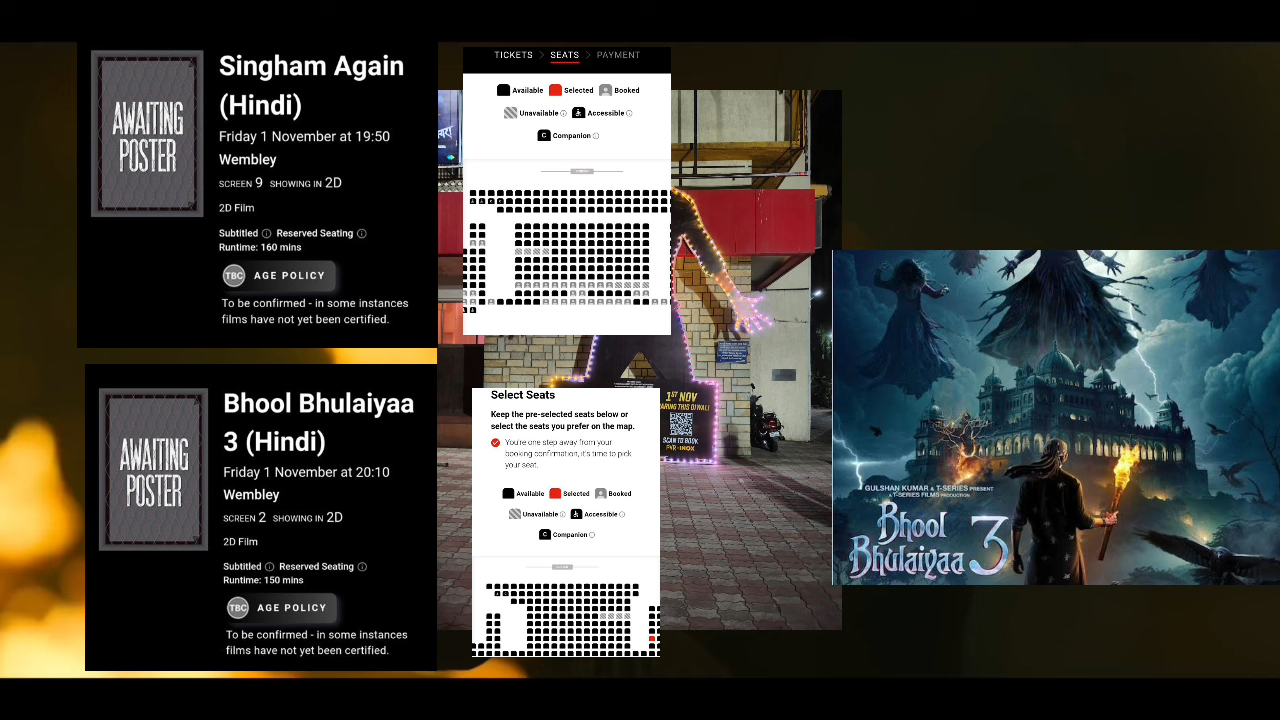 AWAITING
POSTER
Singham Again
(Hindi)
Friday 1 November at 19:50
Wembley
SCREEN 9 SHOWING IN 2D
2D Film
Subtitled Reserved Seating
Runtime: 160 mins
TBC AGE POLICY
To be confirmed - in some instances
films have not yet been certified.
TICKETS > SEATS > PAYMENT
Available Selected Booked
Unavailable Accessible
C Companion
AWAITING
POSTER
Bhool Bhulaiyaa
3 (Hindi)
Friday 1 November at 20:10
Wembley
SCREEN 2 SHOWING IN 2D
2D Film
Subtitled Reserved Seating
Runtime: 150 mins
TBC AGE POLICY
To be confirmed - in some instances
films have not yet been certified.
Select Seats
Keep the pre-selected seats below or
select the seats you prefer on the map.
You're one step away from your
booking confirmation, it's time to pick
your seat.
Available Selected Booked
Unavailable Accessible
C Companion
1ST NOV
ARING THIS DIWALI
SCAN TO BOOK
PVR INOX
GULSHAN KUMAR & T-SERIES PRESENT
A T-SERIES FILMS PRODUCTION
Bhool
Bhulaiyaa 3